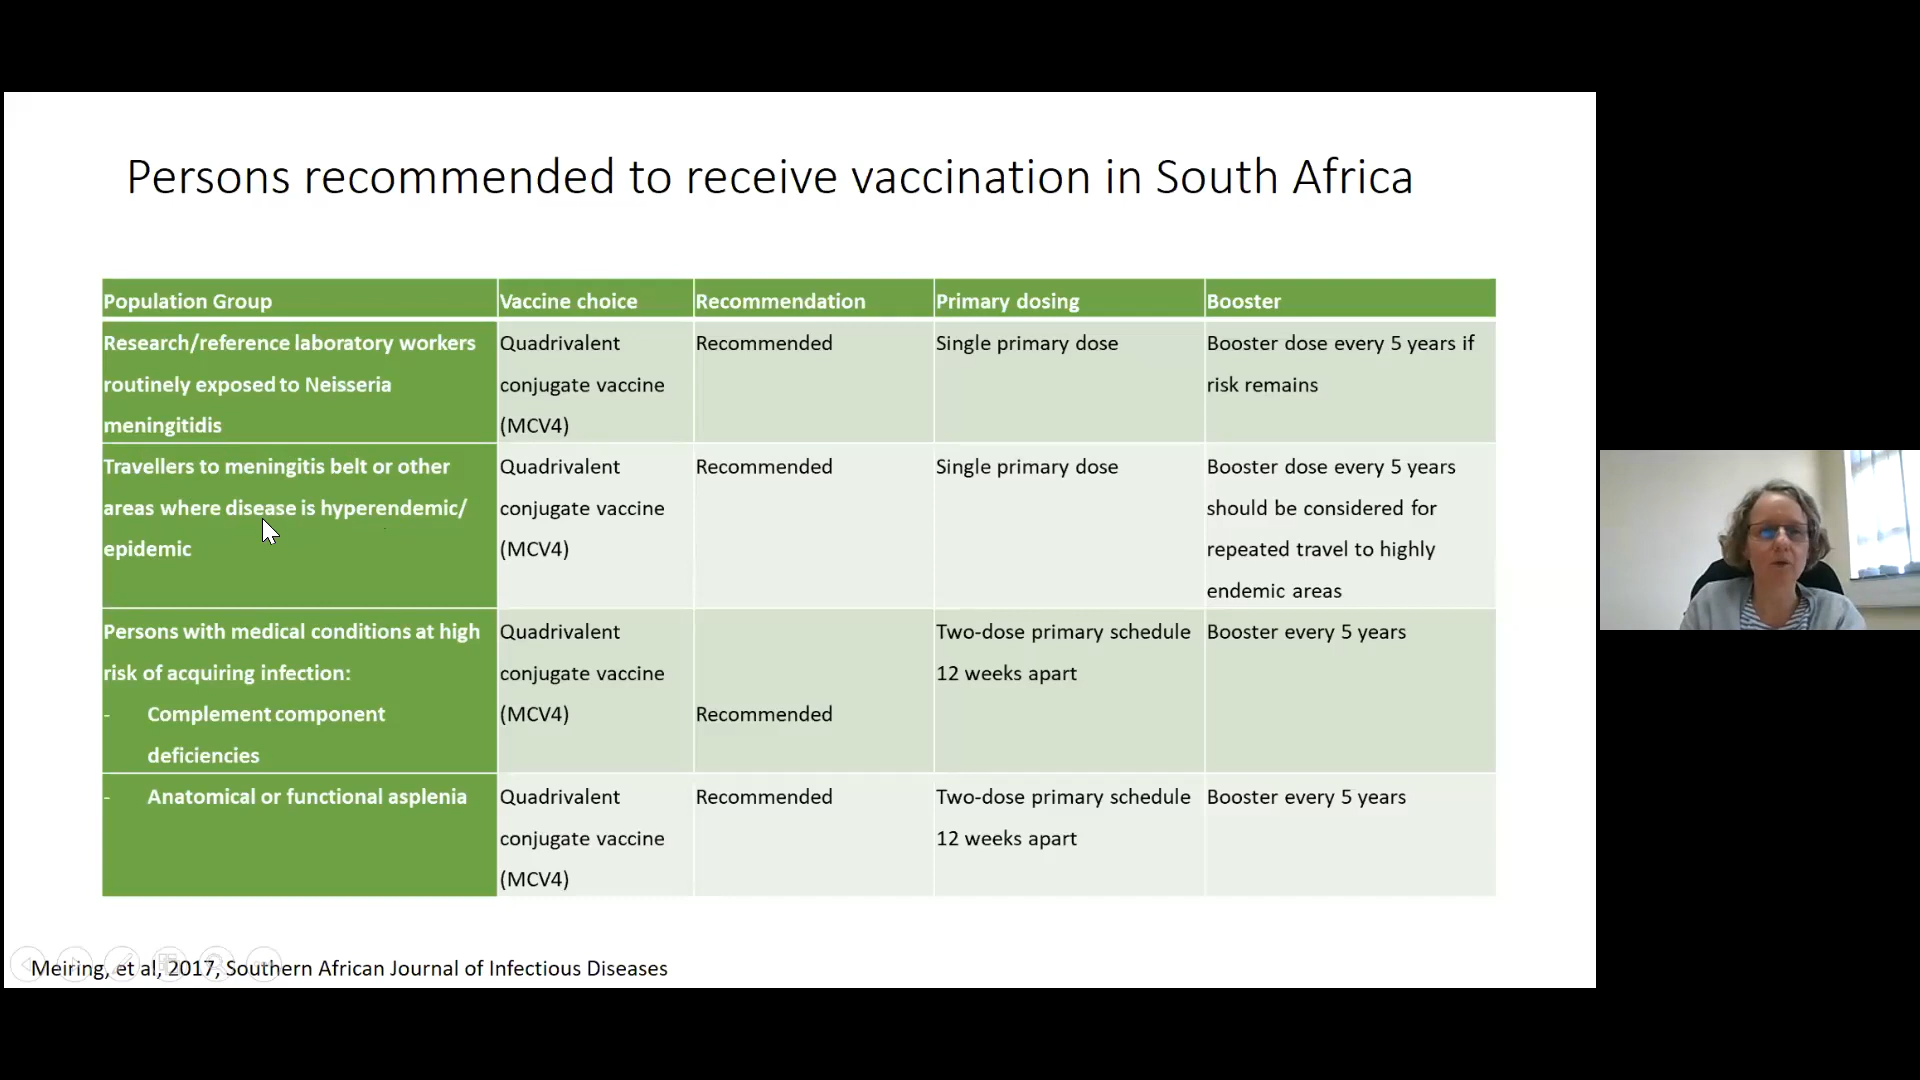 Persons recommended to receive vaccination in South Africa
Population Group
Vaccine choice
Recommendation
Primary dosing
Booster
Research/reference laboratory workers
routinely exposed to Neisseria
meningitidis
Quadrivalent
conjugate vaccine
(MCV4)
Recommended
Single primary dose
Booster dose every 5 years if
risk remains
Travellers to meningitis belt or other
areas where disease is hyperendemic/
epidemic
Quadrivalent
conjugate vaccine
(MCV4)
Recommended
Single primary dose
Booster dose every 5 years
should be considered for
repeated travel to highly
endemic areas
Persons with medical conditions at high
risk of acquiring infection:
- Complement component
deficiencies
Quadrivalent
conjugate vaccine
(MCV4)
Recommended
Two-dose primary schedule
12 weeks apart
Booster every 5 years
- Anatomical or functional asplenia
Quadrivalent
conjugate vaccine
(MCV4)
Recommended
Two-dose primary schedule
12 weeks apart
Booster every 5 years
Meiring, et al, 2017, Southern African Journal of Infectious Diseases